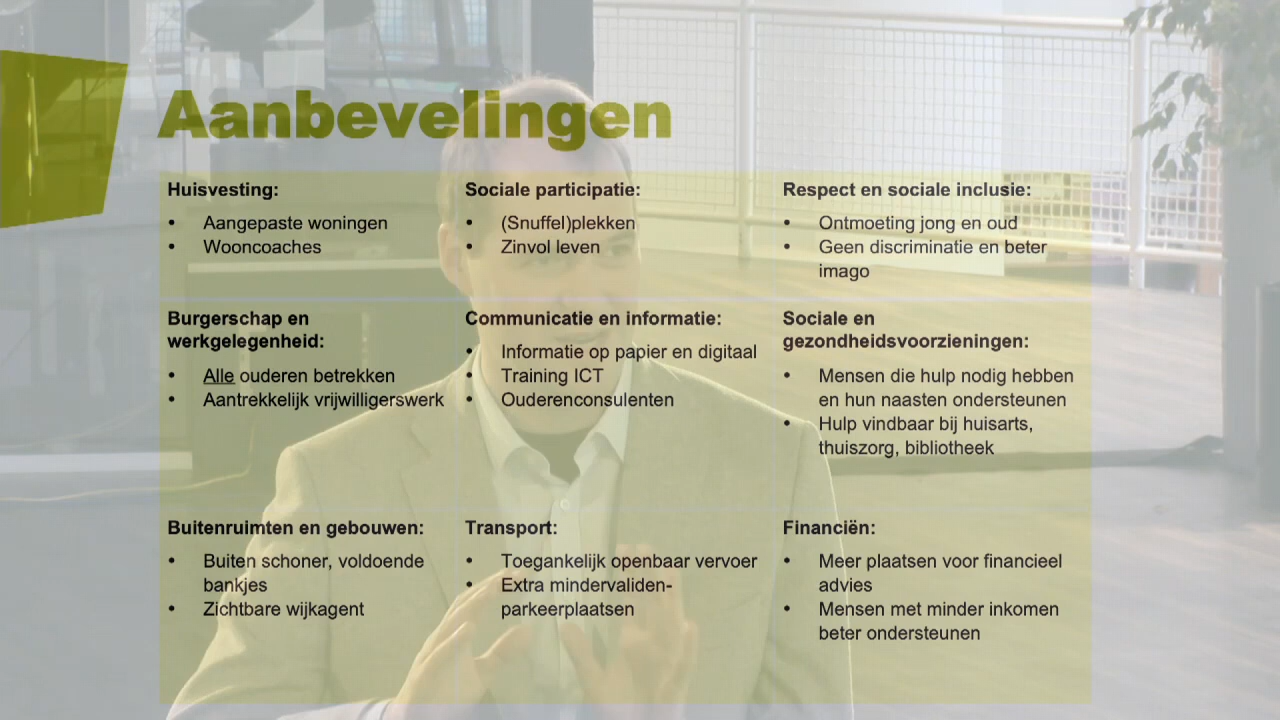 Aanbevelingen
Huisvesting:
• Aangepaste woningen
• Wooncoaches
Sociale participatie:
• (Snuffel)plekken
• Zinvol leven
Respect en sociale inclusie:
• Ontmoeting jong en oud
• Geen discriminatie en beter
imago
Burgerschap en
werkgelegenheid:
• Alle ouderen betrekken
• Aantrekkelijk vrijwilligerswerk
Communicatie en informatie:
• Informatie op papier en digitaal
• Training ICT
• Ouderenconsulenten
Sociale en
gezondheidsvoorzieningen:
• Mensen die hulp nodig hebben
en hun naasten ondersteunen
• Hulp vindbaar bij huisarts,
thuiszorg, bibliotheek
Buitenruimten en gebouwen:
• Buiten schoner, voldoende
bankjes
• Zichtbare wijkagent
Transport:
• Toegankelijk openbaar vervoer
• Extra mindervaliden-
parkeerplaatsen
Financiën:
• Meer plaatsen voor financieel
advies
• Mensen met minder inkomen
beter ondersteunen